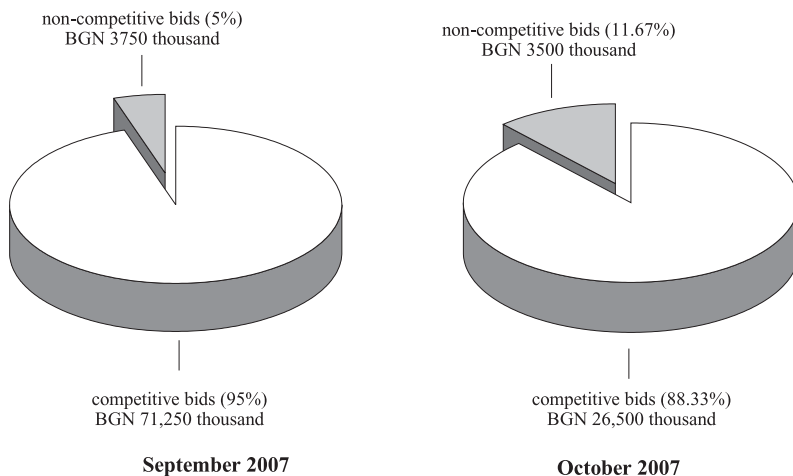 non-competitive bids (5%)
BGN 3750 thousand
competitive bids (95%)
BGN 71,250 thousand
September 2007
non-competitive bids (11.67%)
BGN 3500 thousand
competitive bids (88.33%)
BGN 26,500 thousand
October 2007